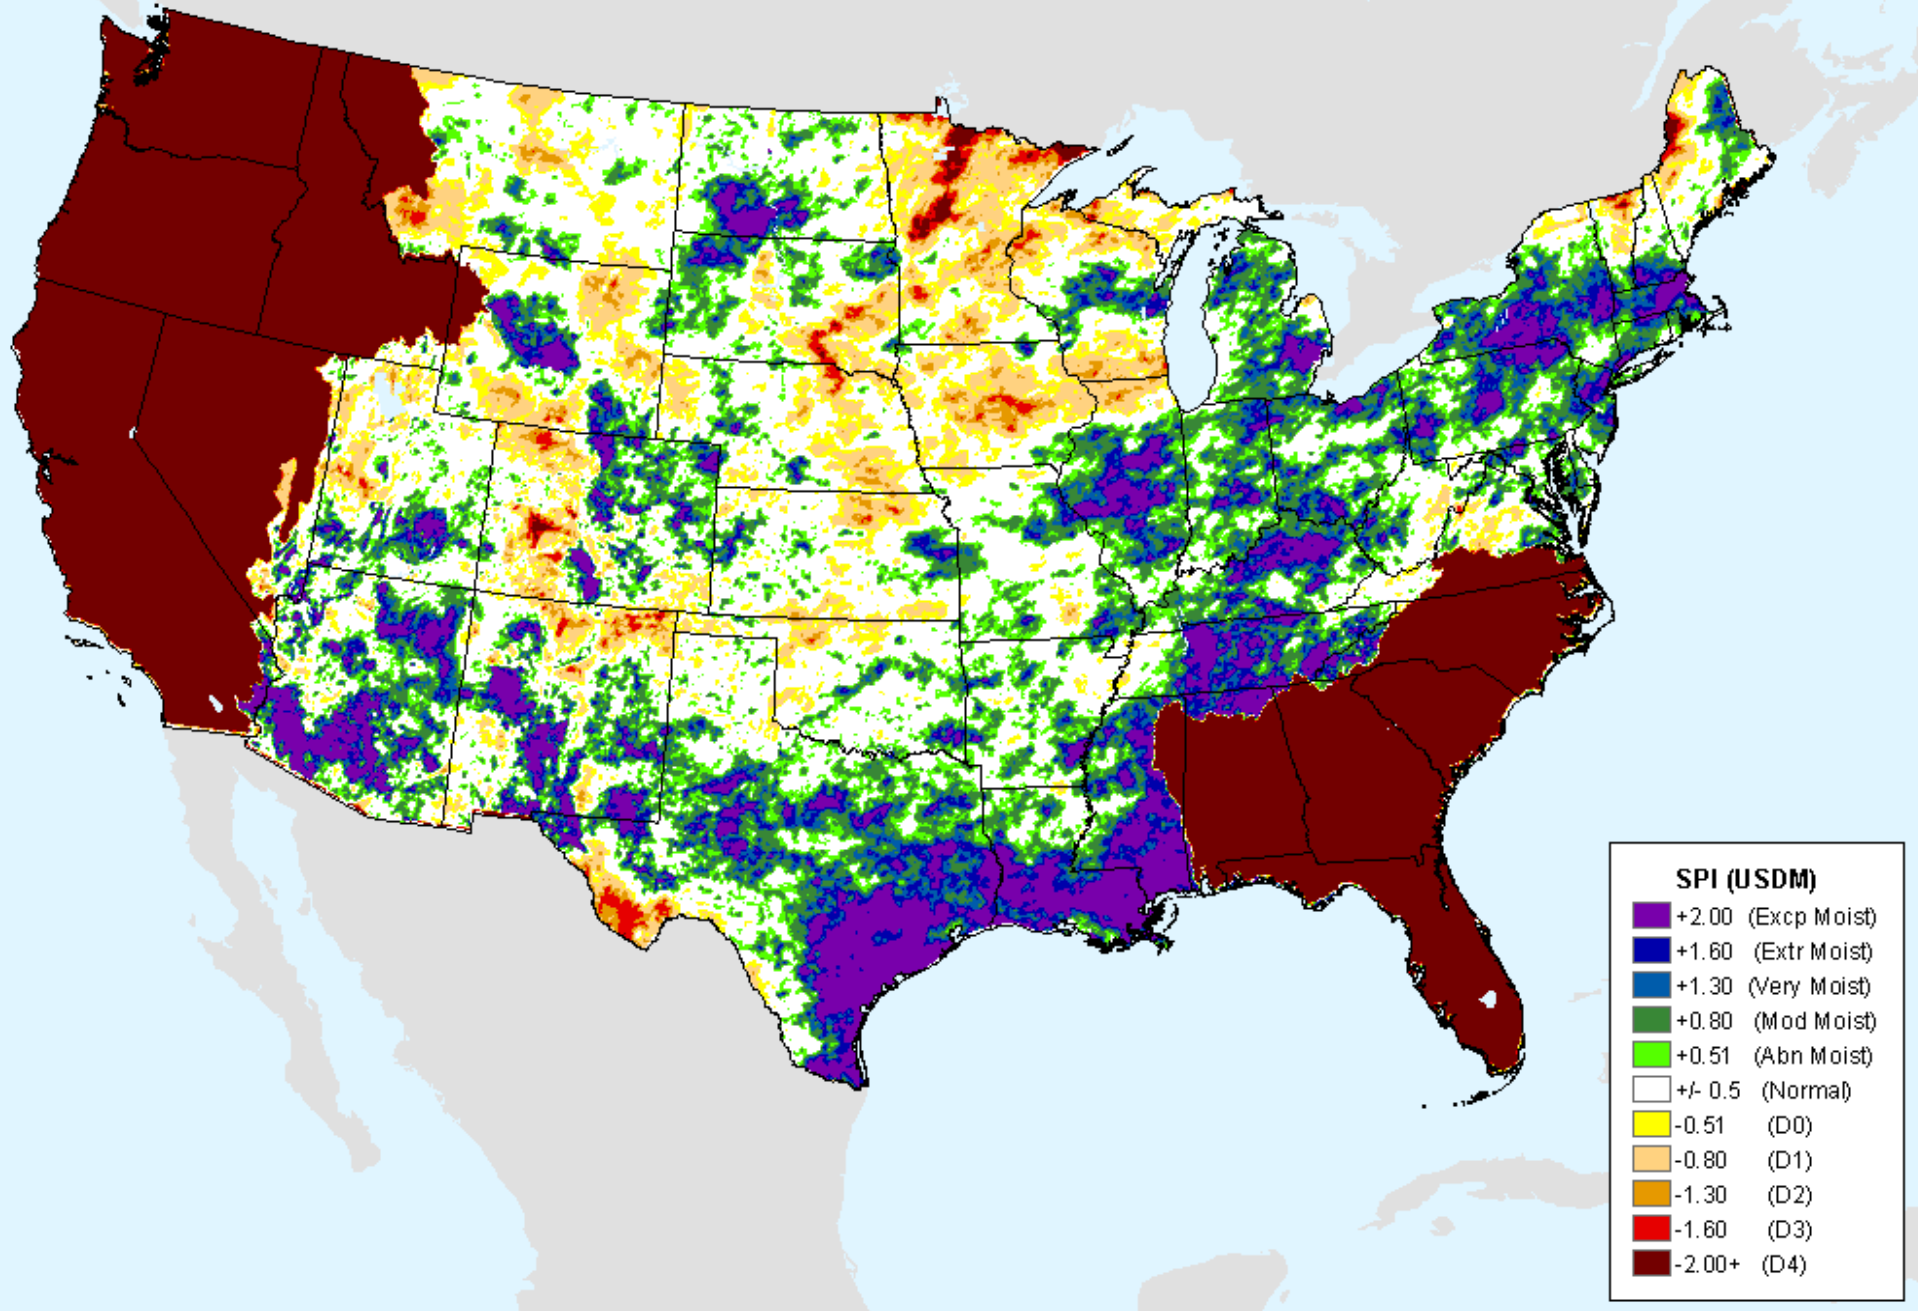 SPI (USDM)
+2.00 (Excp Moist)
+1.60 (Extr Moist)
+1.30 (Very Moist)
+0.80 (Mod Moist)
+0.51 (Abn Moist)
+/- 0.5 (Normal)
-0.51 (D0)
-0.80 (D1)
-1.30 (D2)
-1.60 (D3)
-2.00+ (D4)